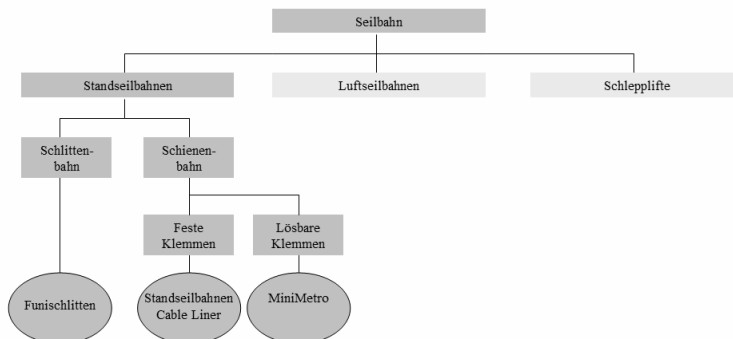 Seilbahn
Standseilbahnen
Luftseilbahnen
Schlepplifte
Schlitten-
bahn
Schienen-
bahn
Feste
Klemmen
Lösbare
Klemmen
Funischlitten
Standseilbahnen
Cable Liner
MiniMetro